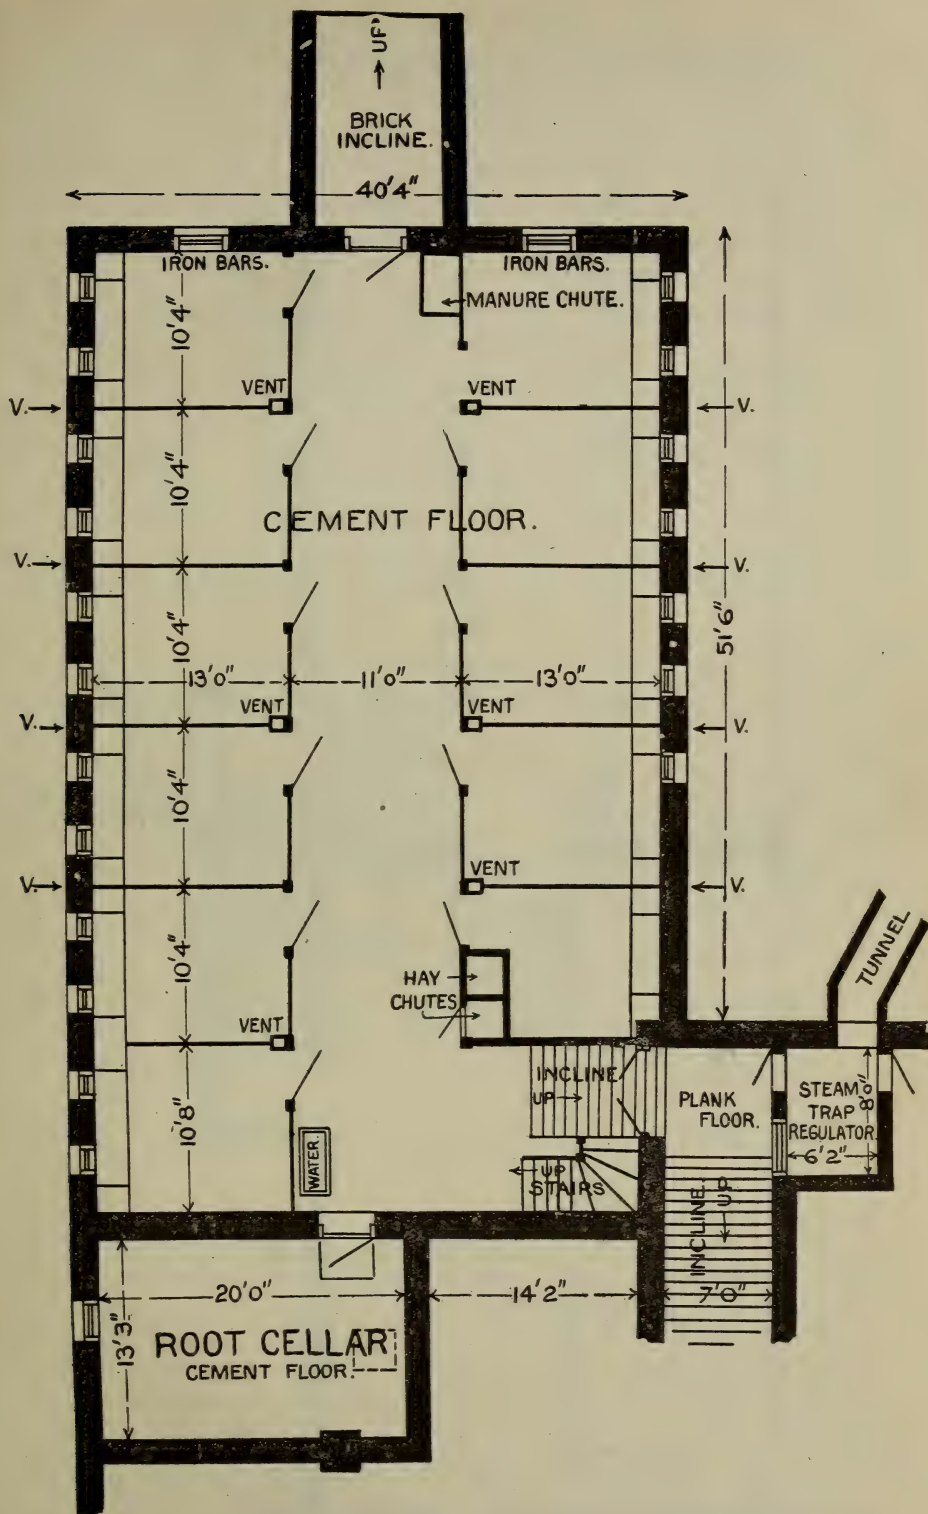 UP
BRICK
INCLINE.
40'4"
IRON BARS.
IRON BARS.
MANURE CHUTE.
10'4"
VENT
VENT
V.
V.
10'4"
CEMENT FLOOR.
V.
V.
10'4"
51'6"
13'0"
11'0"
13'0"
VENT
VENT
V.
V.
10'4"
VENT
V.
V.
10'4"
TUNNEL
HAY
CHUTES
VENT
INCLINE
UP
PLANK
FLOOR.
STEAM
TRAP
REGULATOR.
8'0"
6'2"
10'8"
WATER.
UP
STAIRS
INCLINE.
UP
20'0"
14'2"
7'0"
13'3"
ROOT CELLAR
CEMENT FLOOR.